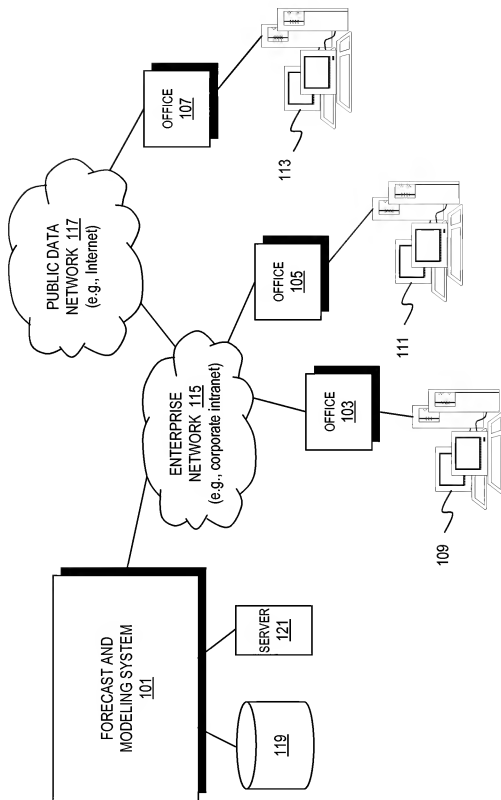 FORECAST AND
MODELING SYSTEM
101
119
SERVER
121
ENTERPRISE
NETWORK 115
(e.g., corporate intranet)
PUBLIC DATA
NETWORK 117
(e.g., Internet)
OFFICE
103
OFFICE
105
OFFICE
107
109
111
113